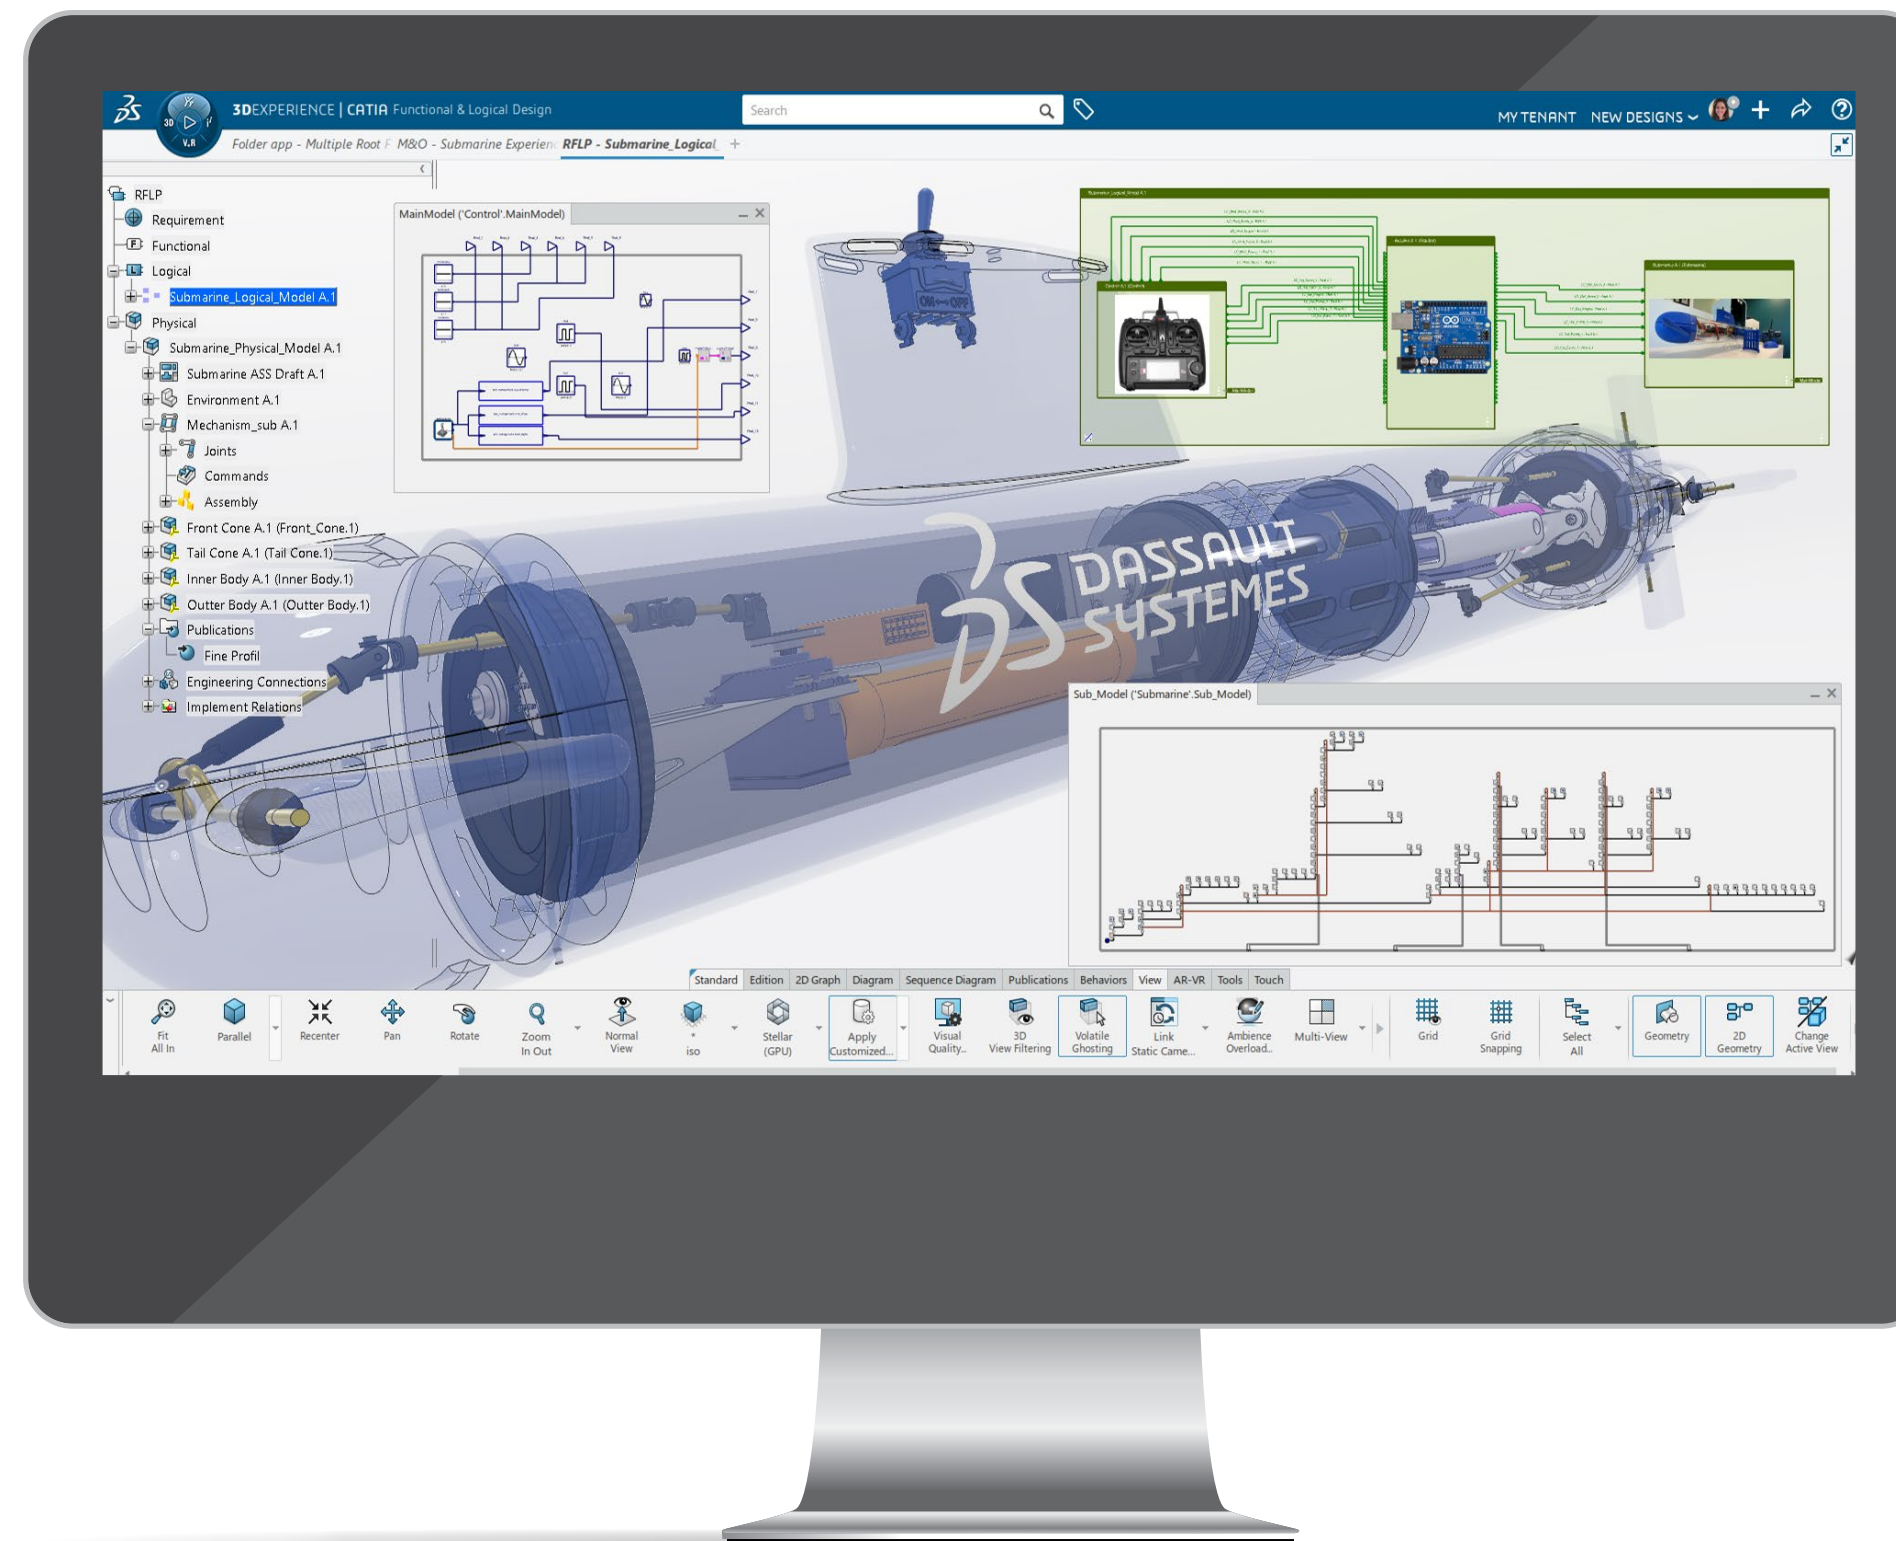 3DEXPERIENCE | CATIA Functional & Logical Design
Search
MY TENANT NEW DESIGNS
3D
V.R
Folder app - Multiple Root
M&O - Submarine Experien
RFLP - Submarine_Logical_
RFLP
Requirement
Functional
Logical
Submarine_Logical_Model A.1
Physical
Submarine_Physical_Model A.1
Submarine ASS Draft A.1
Environment A.1
Mechanism_sub A.1
Joints
Commands
Assembly
Front Cone A.1 (Front_Cone.1)
Tail Cone A.1 (Tail Cone.1)
Inner Body A.1 (Inner Body.1)
Outter Body A.1 (Outter Body.1)
Publications
Fine Profil
Engineering Connections
Implement Relations
MainModel ('Control'.MainModel)
ON OFF
DASSAULT
SYSTEMES
Sub_Model ('Submarine'.Sub_Model)
Standard Edition 2D Graph Diagram Sequence Diagram Publications Behaviors View AR-VR Tools Touch
Fit All In
Parallel
Recenter
Pan
Rotate
Zoom In Out
Normal View
iso
Stellar (GPU)
Apply Customized...
Visual Quality...
3D View Filtering
Volatile Ghosting
Link Static Came...
Ambience Overload...
Multi-View
Grid
Grid Snapping
Select All
Geometry
2D Geometry
Change Active View